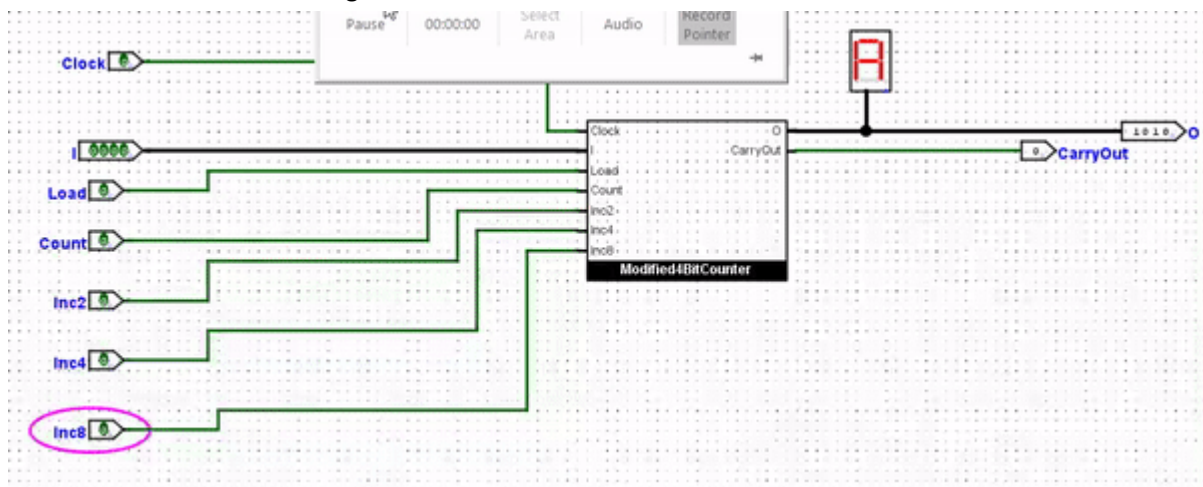 Pause
00:00:00
Select
Area
Audio
Record
Pointer
Clock 0
A
Clock
O
1010
O
I 0000
I
CarryOut
0
CarryOut
Load 0
Load
Count
Count 0
Inc2
Inc4
Inc8
Modified4BitCounter
Inc2 0
Inc4 0
Inc8 0